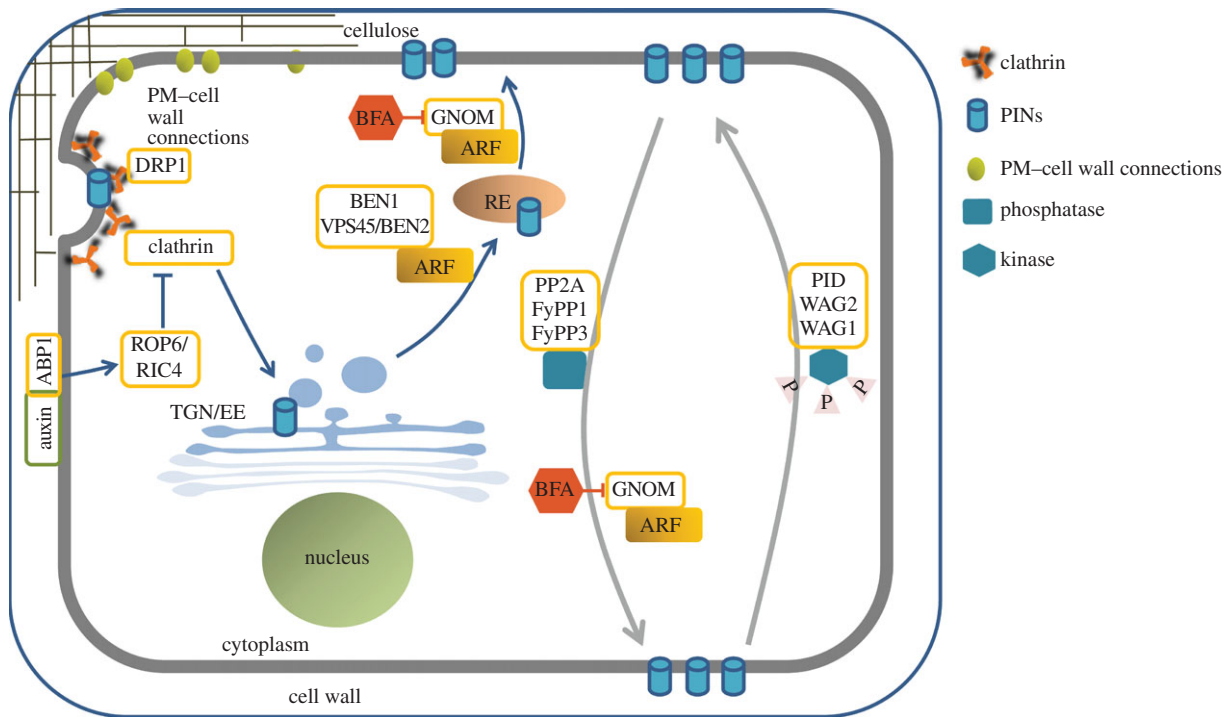 cellulose
PM–cell
wall
connections
DRP1
clathrin
ROP6/
RIC4
ABP1
auxin
BFA
GNOM
ARF
RE
BEN1
VPS45/BEN2
ARF
TGN/EE
nucleus
cytoplasm
cell wall
PP2A
FyPP1
FyPP3
BFA
GNOM
ARF
PID
WAG2
WAG1
P
P
P
clathrin
PINs
PM–cell wall connections
phosphatase
kinase